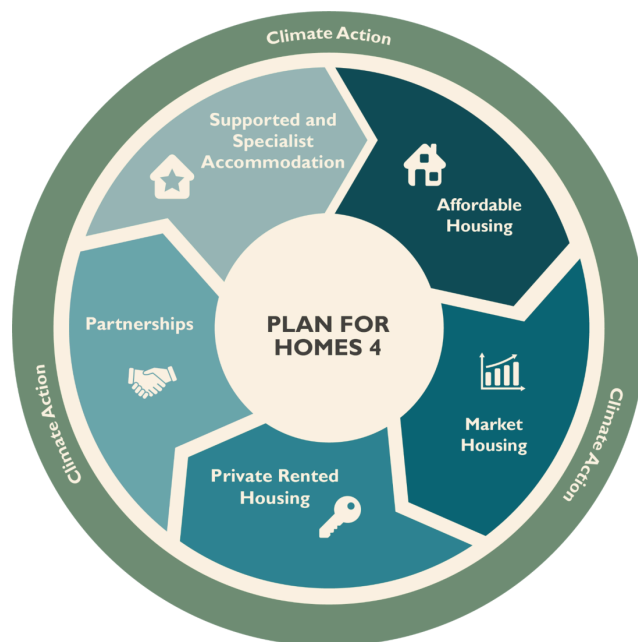 Climate Action
Supported and
Specialist
Accommodation
Affordable
Housing
Partnerships
PLAN FOR
HOMES 4
Market
Housing
Private Rented
Housing
Climate Action
Climate Action